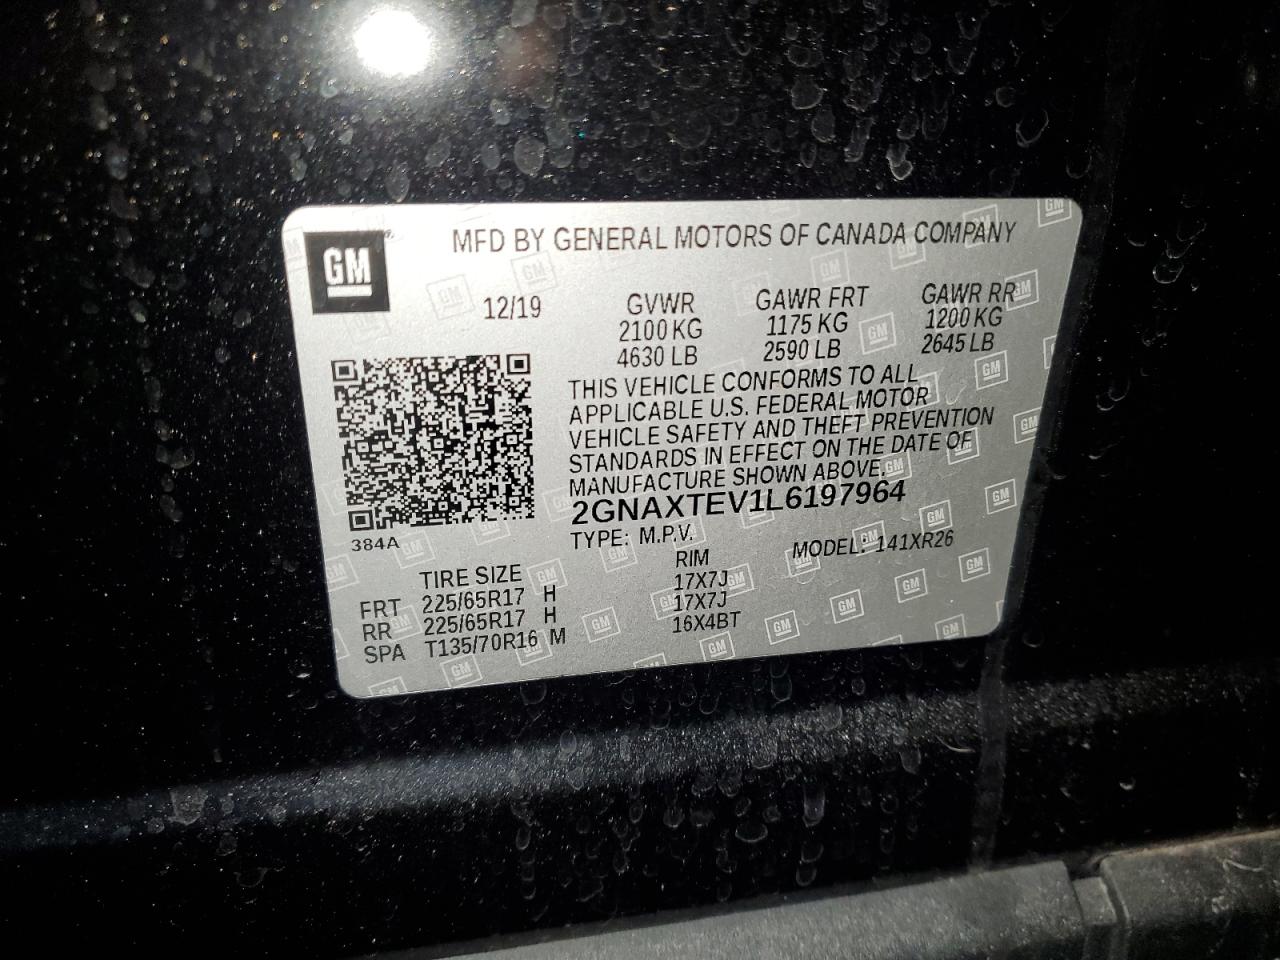 GM
MFD BY GENERAL MOTORS OF CANADA COMPANY
12/19 GVWR GAWR FRT GAWR RR
2100 KG 1175 KG 1200 KG
4630 LB 2590 LB 2645 LB
THIS VEHICLE CONFORMS TO ALL
APPLICABLE U.S. FEDERAL MOTOR
VEHICLE SAFETY AND THEFT PREVENTION
STANDARDS IN EFFECT ON THE DATE OF
MANUFACTURE SHOWN ABOVE.
2GNAXTEV1L6197964
384A
TYPE: M.P.V. MODEL: 141XR26
TIRE SIZE RIM
FRT 225/65R17 H 17X7J
RR 225/65R17 H 17X7J
SPA T135/70R16 M 16X4BT